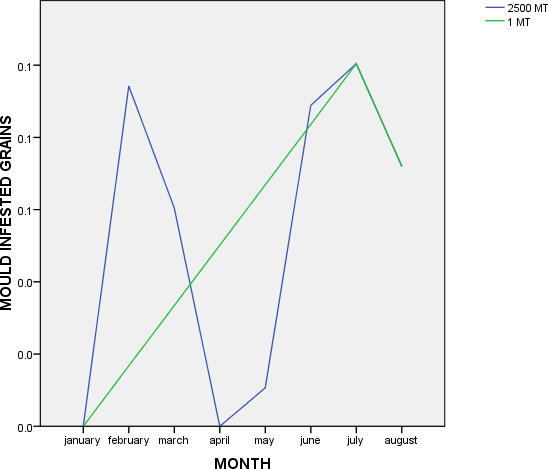 2500 MT
1 MT
MOULD INFESTED GRAINS
0.1
0.1
0.1
0.0
0.0
0.0
january february march april may june july august
MONTH